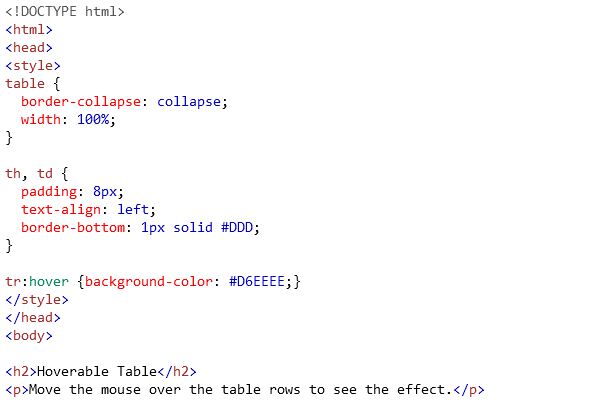 <!DOCTYPE html>
<html>
<head>
<style>
table {
  border-collapse: collapse;
  width: 100%;
}

th, td {
  padding: 8px;
  text-align: left;
  border-bottom: 1px solid #DDD;
}

tr:hover {background-color: #D6EEEE;}
</style>
</head>
<body>

<h2>Hoverable Table</h2>
<p>Move the mouse over the table rows to see the effect.</p>